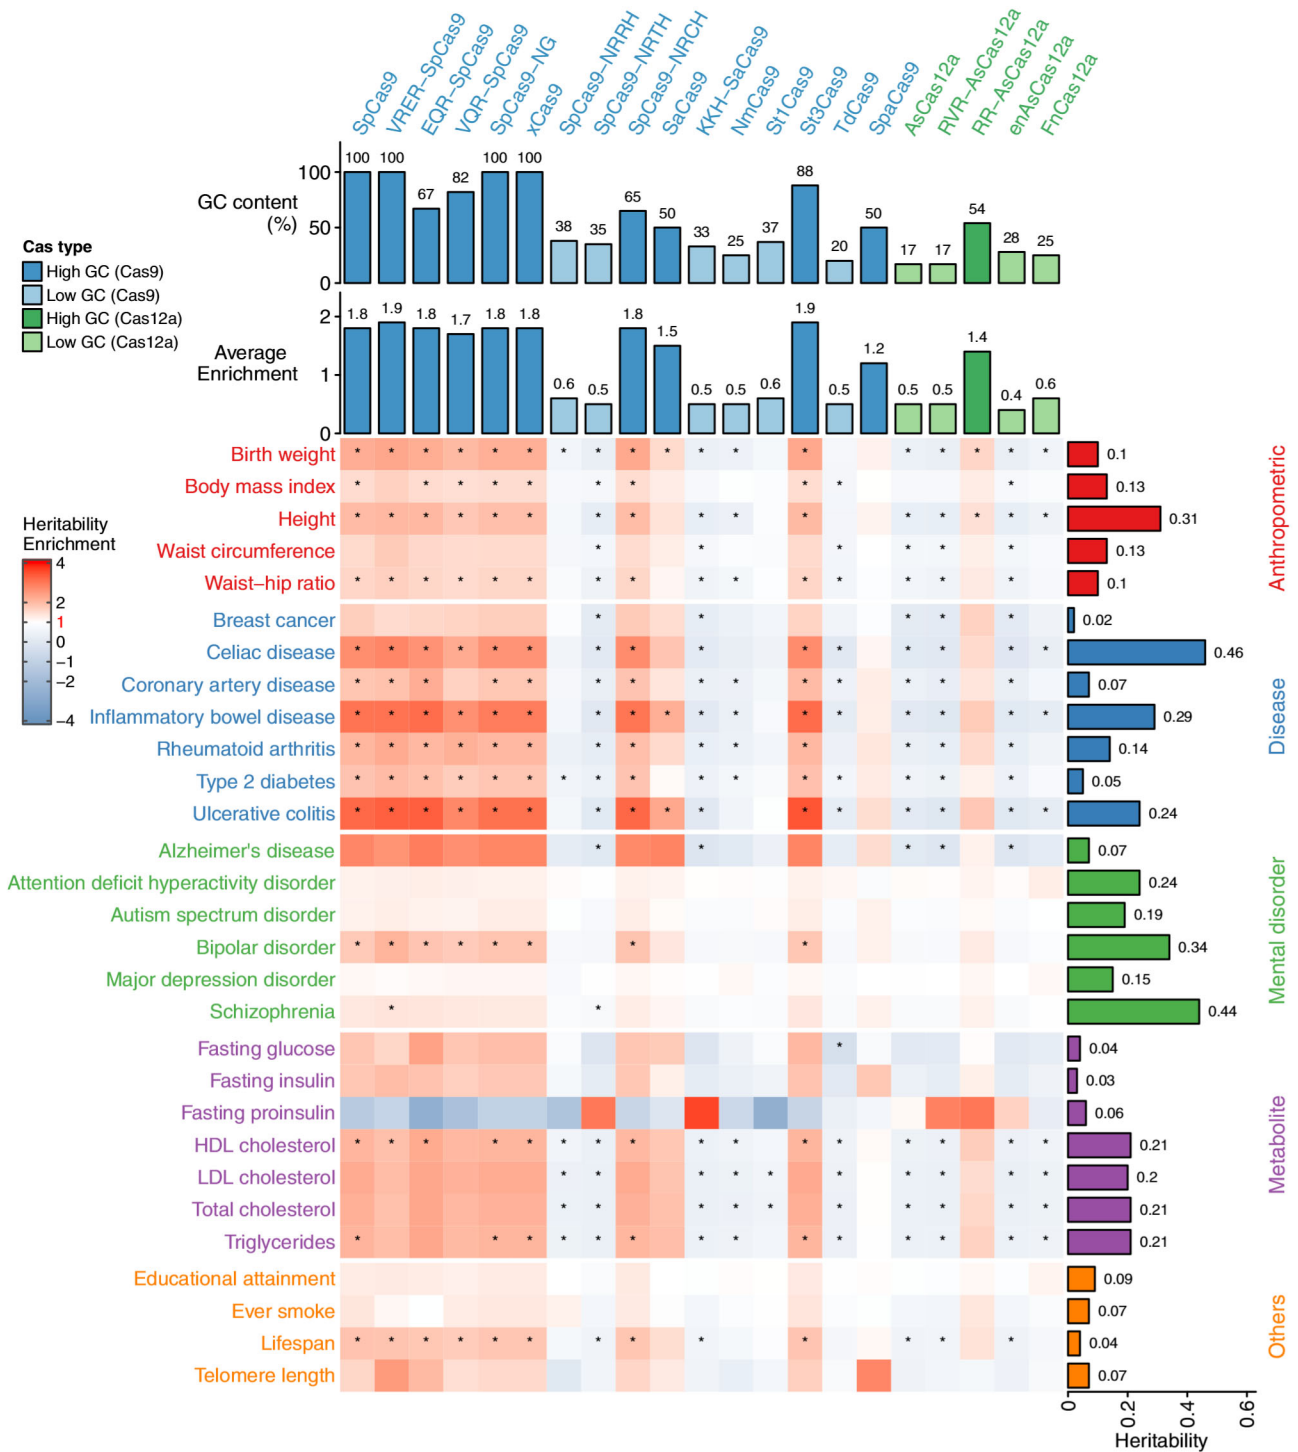 SpCas9
VRER−SpCas9
EQR−SpCas9
VQR−SpCas9
SpCas9−NG
xCas9
SpCas9−NRRH
SpCas9−NRTH
SpCas9−NRCH
SaCas9
KKH−SaCas9
NmCas9
St1Cas9
St3Cas9
TdCas9
SpaCas9
AsCas12a
RVR−AsCas12a
RR−AsCas12a
enAsCas12a
FnCas12a
GC content
(%)
100
50
0
100 100 67 82 100 100 38 35 65 50 33 25 37 88 20 50 17 17 54 28 25
Cas type
High GC (Cas9)
Low GC (Cas9)
High GC (Cas12a)
Low GC (Cas12a)
Average
Enrichment
2
1
0
1.8 1.9 1.8 1.7 1.8 1.8 0.6 0.5 1.8 1.5 0.5 0.5 0.6 1.9 0.5 1.2 0.5 0.5 1.4 0.4 0.6
Heritability
Enrichment
4
2
1
0
−1
−2
−4
Birth weight * * * * * * * * * * * * * * * * * * 0.1
Body mass index * * * * * * * * * * 0.13
Height * * * * * * * * * * * * * * * * 0.31
Waist circumference * * * * * * 0.13
Waist−hip ratio * * * * * * * * * * * * * * * 0.1
Anthropometric
Breast cancer * * * * * 0.02
Celiac disease * * * * * * * * * * * * * * * 0.46
Coronary artery disease * * * * * * * * * * * * * * 0.07
Inflammatory bowel disease * * * * * * * * * * * * * * * * * 0.29
Rheumatoid arthritis * * * * * * * * * * * * * * 0.14
Type 2 diabetes * * * * * * * * * * * * * * * * 0.05
Ulcerative colitis * * * * * * * * * * * * * * * * 0.24
Disease
Alzheimer's disease * * * * * 0.07
Attention deficit hyperactivity disorder 0.24
Autism spectrum disorder 0.19
Bipolar disorder * * * * * * * * 0.34
Major depression disorder 0.15
Schizophrenia * * 0.44
Mental disorder
Fasting glucose * 0.04
Fasting insulin 0.03
Fasting proinsulin 0.06
HDL cholesterol * * * * * * * * * * * * * * * * 0.21
LDL cholesterol * * * * * * * * * * 0.2
Total cholesterol * * * * * * * * * * 0.21
Triglycerides * * * * * * * * * * * * * * 0.21
Metabolite
Educational attainment 0.09
Ever smoke 0.07
Lifespan * * * * * * * * * * * * * 0.04
Telomere length 0.07
Others
0 0.2 0.4 0.6
Heritability